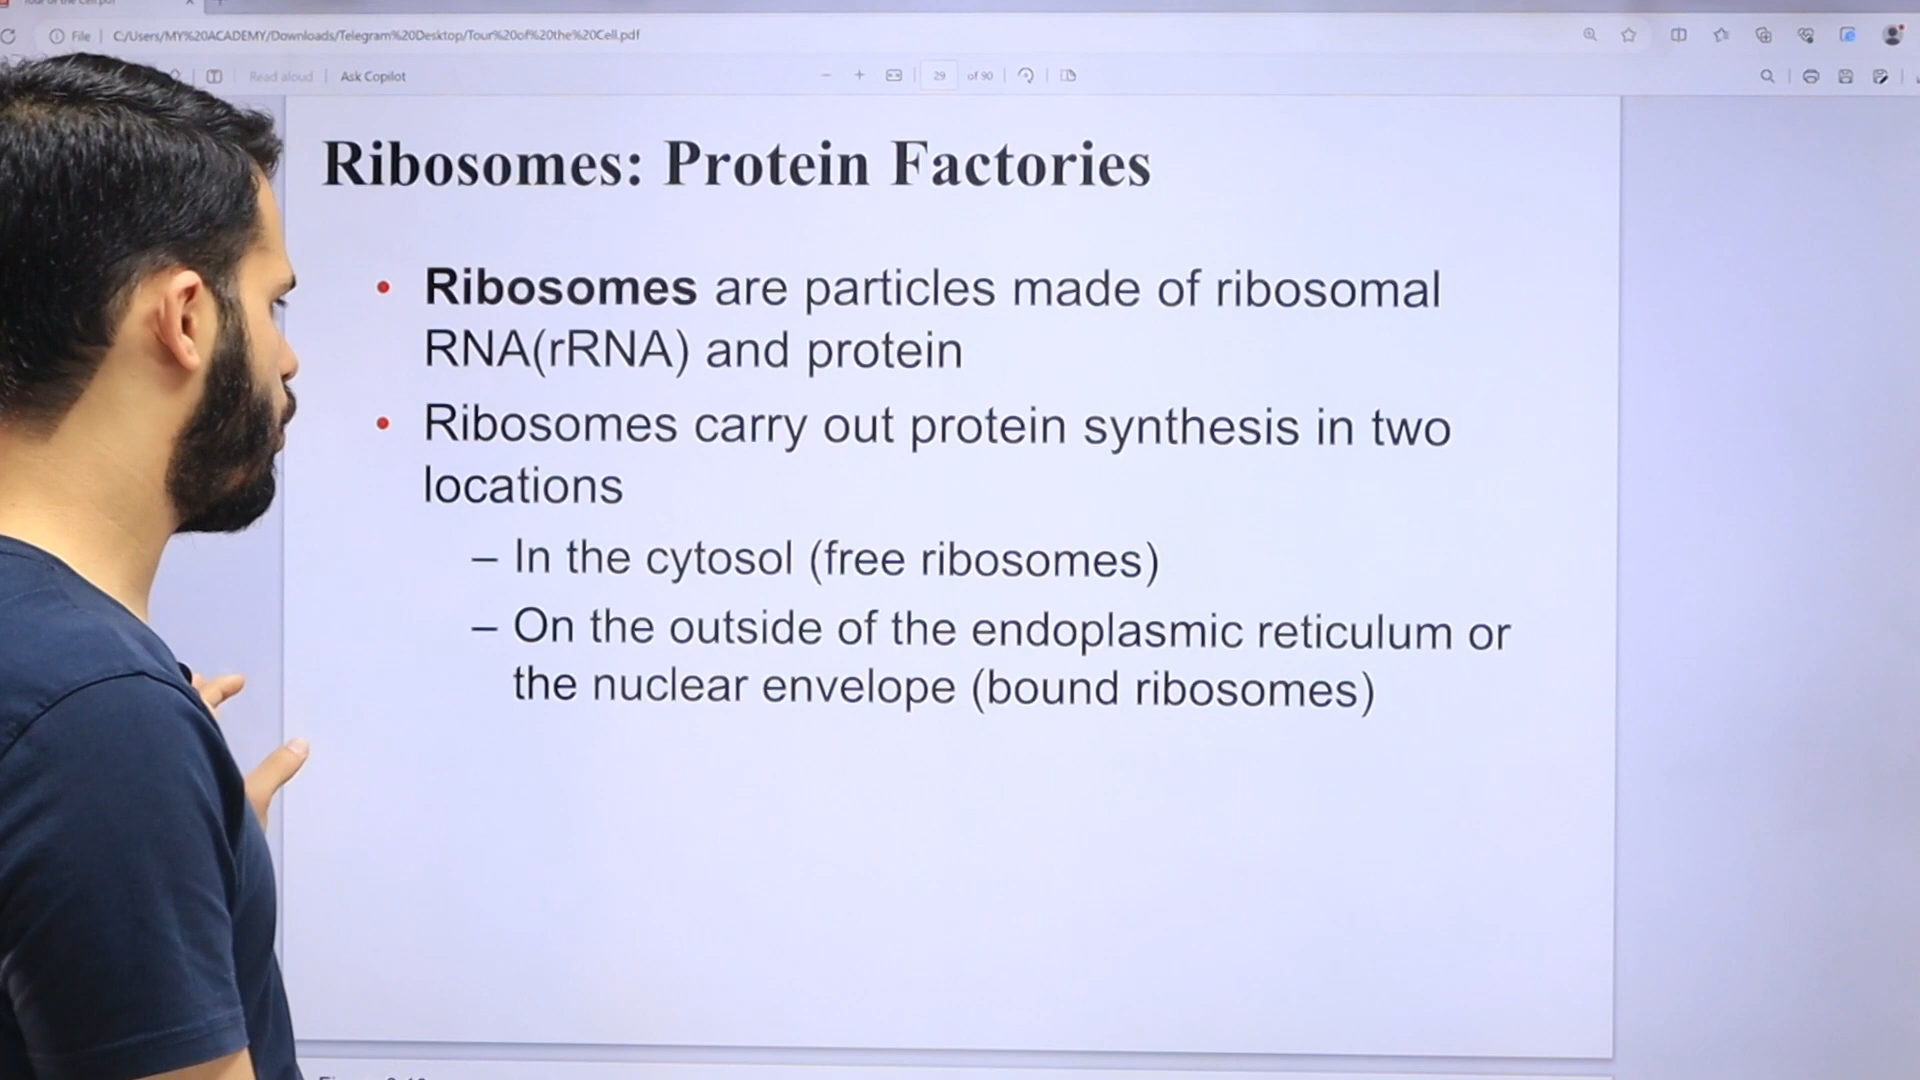 File | C:/Users/MY%20ACADEMY/Downloads/Telegram%20Desktop/Tour%20of%20the%20Cell.pdf
Read aloud | Ask Copilot
29 of 90
Ribosomes: Protein Factories
• Ribosomes are particles made of ribosomal
RNA(rRNA) and protein
• Ribosomes carry out protein synthesis in two
locations
– In the cytosol (free ribosomes)
– On the outside of the endoplasmic reticulum or
the nuclear envelope (bound ribosomes)